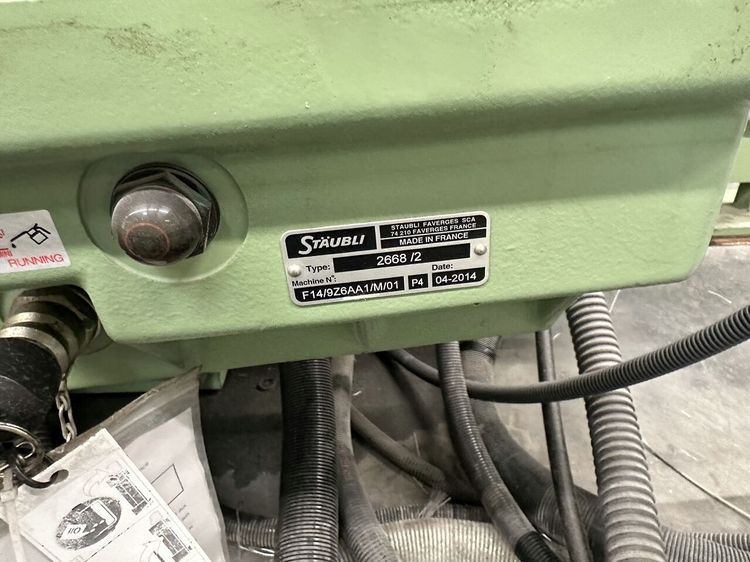 STÄUBLI
STAUBLI FAVERGES SCA
74 210 FAVERGES FRANCE
MADE IN FRANCE
Type: 2668 /2
Machine N°: Date:
F14/9Z6AA1/M/01 P4 04-2014
RUNNING